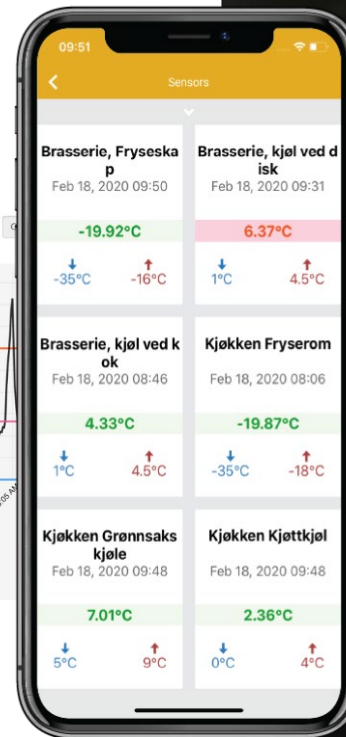 09:51
Sensors
Brasserie, Fryseska
p
Feb 18, 2020 09:50
-19.92°C
↓ ↑
-35°C -16°C
Brasserie, kjøl ved d
isk
Feb 18, 2020 09:31
6.37°C
↓ ↑
1°C 4.5°C
Brasserie, kjøl ved k
ok
Feb 18, 2020 08:46
4.33°C
↓ ↑
1°C 4.5°C
Kjøkken Fryserom
Feb 18, 2020 08:06
-19.87°C
↓ ↑
-35°C -18°C
Kjøkken Grønnsaks
kjøle
Feb 18, 2020 09:48
7.01°C
↓ ↑
5°C 9°C
Kjøkken Kjøttkjøl
Feb 18, 2020 09:48
2.36°C
↓ ↑
0°C 4°C